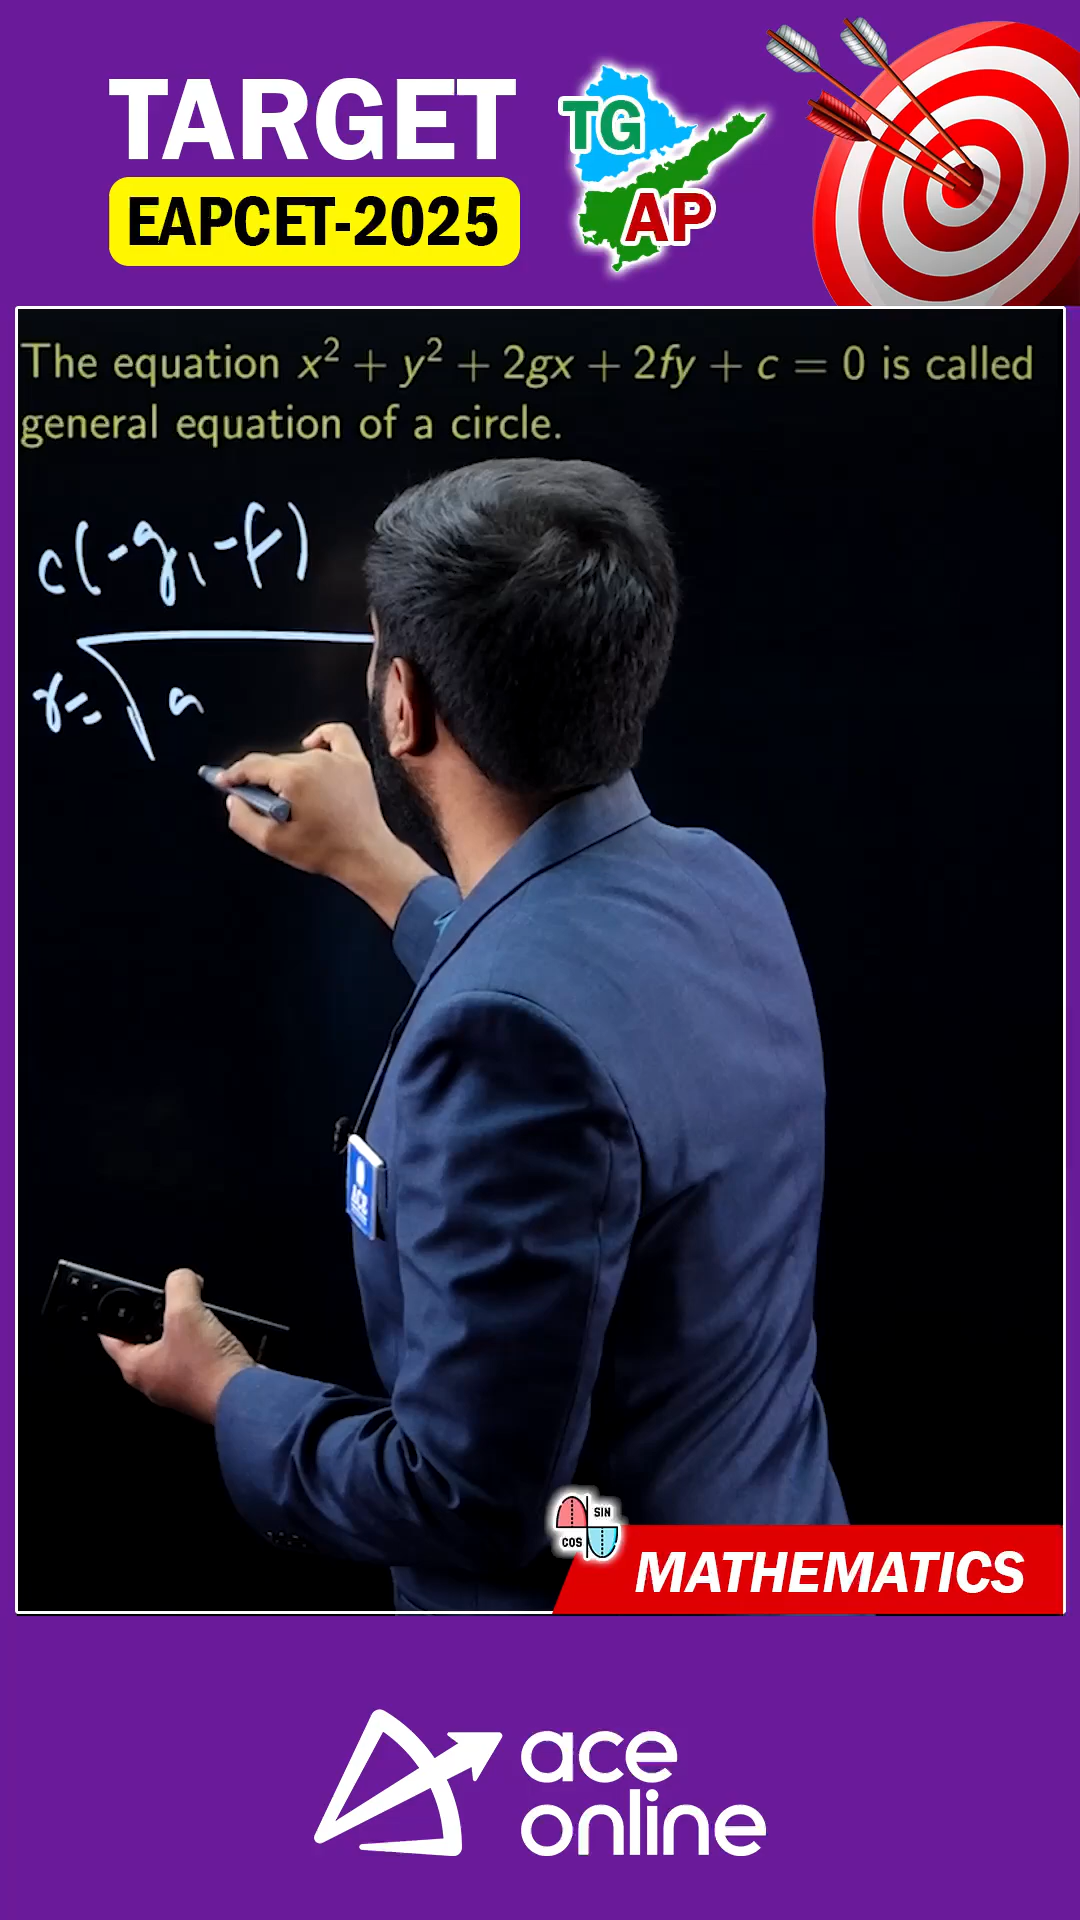 TARGET
EAPCET-2025
TG
AP
The equation x² + y² + 2gx + 2fy + c = 0 is called
general equation of a circle.
c(-g, -f)
r = √
SIN
COS
MATHEMATICS
ACE
ace
online